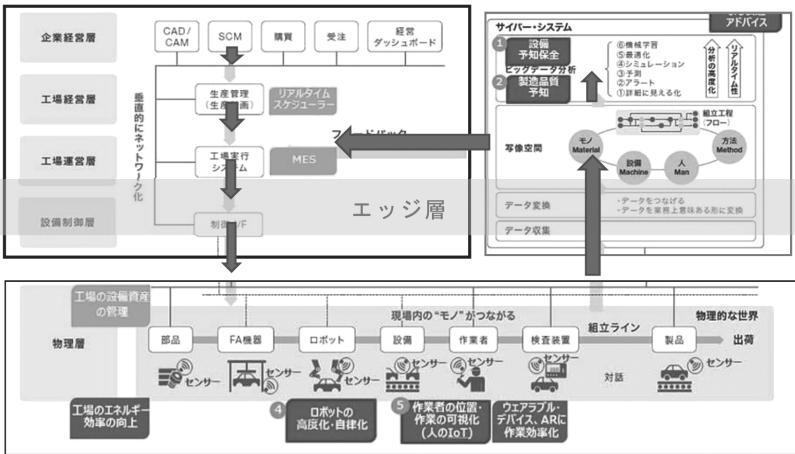 企業経営層
CAD/
CAM
SCM
購買
受注
経営
ダッシュボード
工場経営層
生産管理
リアルタイム
スケジューラー
垂直的にネットワーク化
工場運営層
工場実行
MES
設備制御層
エッジ層
アドバイス
サイバー・システム
1
設備
予知保全
ビッグデータ分析
2
製造品質
予知
⑥機械学習
⑤最適化
④シミュレーション
③予測
②アラート
①詳細に見える化
分析の高度化
リアルタイム性
写像空間
組立工程
(フロー)
モノ
Material
設備
Machine
人
Man
方法
Method
データ変換
・データをつなげる
・データを業務上意味ある形に変換
データ収集
工場の設備資産
の管理
現場内の“モノ”がつながる
物理的な世界
物理層
部品
FA機器
ロボット
設備
作業者
検査装置
組立ライン
製品
出荷
センサー
センサー
センサー
センサー
センサー
センサー
対話
センサー
工場のエネルギー
効率の向上
4
ロボットの
高度化・自律化
5
作業者の位置・
作業の可視化
(人のIoT)
ウェアラブル・
デバイス、ARに
作業効率化